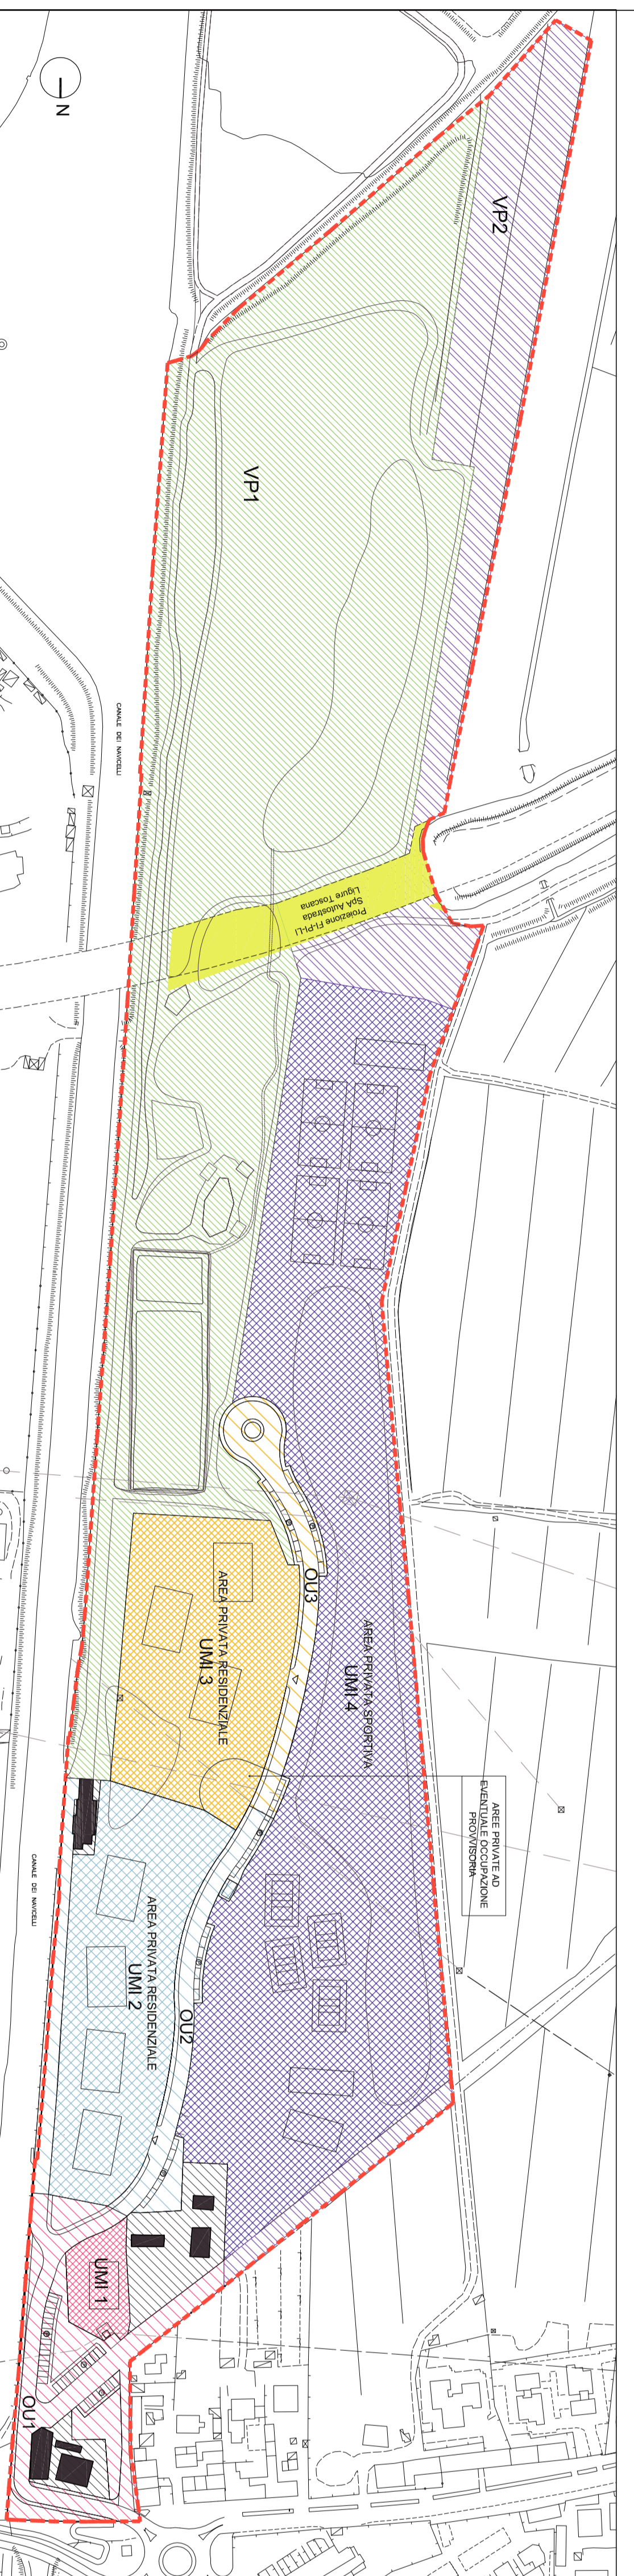 N
VP2
VP1
CANALE DEI NAVICELLI
Proiezione FI-PI-LI
SpA Autostrada
Ligure Toscana
OU3
AREA PRIVATA RESIDENZIALE
UMI 3
AREA PRIVATA SPORTIVA
UMI 4
AREE PRIVATE AD
EVENTUALE OCCUPAZIONE
PROVVISORIA
CANALE DEI NAVICELLI
AREA PRIVATA RESIDENZIALE
UMI 2
OU2
UMI 1
OU1